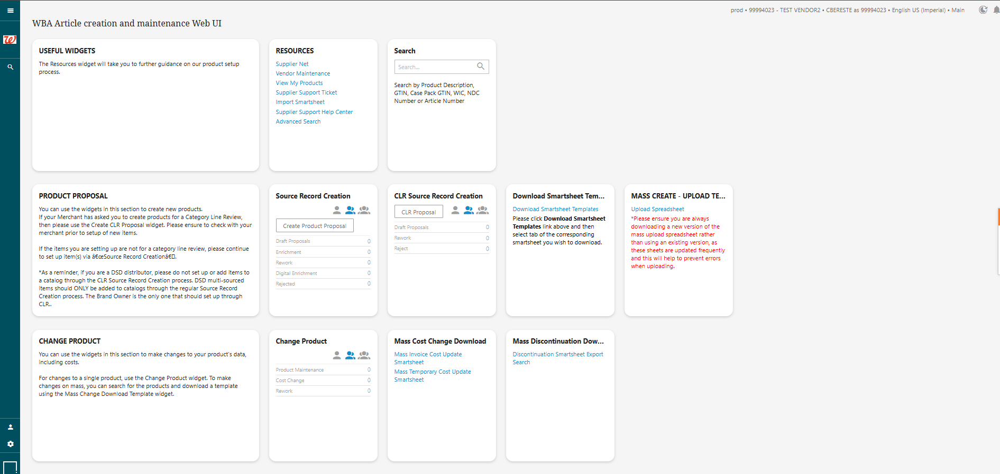 prod • 99994023 - TEST VENDOR2 • CBERESTE as 99994023 • English US (Imperial) • Main
WBA Article creation and maintenance Web UI
W
USEFUL WIDGETS
The Resources widget will take you to further guidance on our product setup
process.
RESOURCES
Supplier Net
Vendor Maintenance
View My Products
Supplier Support Ticket
Import Smartsheet
Supplier Support Help Center
Advanced Search
Search
Search...
Search by Product Description,
GTIN, Case Pack GTIN, WIC, NDC
Number or Article Number
PRODUCT PROPOSAL
You can use the widgets in this section to create new products.
If your Merchant has asked you to create products for a Category Line Review,
then please use the Create CLR Proposal widget. Please ensure to check with your
merchant prior to setup of new items.
If the items you are setting up are not for a category line review, please continue
to set up item(s) via â€œSource Record Creationâ€.
*As a reminder, if you are a DSD distributor, please do not set up or add items to
a catalog through the CLR Source Record Creation process. DSD multi-sourced
items should ONLY be added to catalogs through the regular Source Record
Creation process. The Brand Owner is the only one that should set up through
CLR..
Source Record Creation
Create Product Proposal
Draft Proposals 0
Enrichment 0
Rework 0
Digital Enrichment 0
Rejected 0
CLR Source Record Creation
CLR Proposal
Draft Proposals 0
Rework 0
Reject 0
Download Smartsheet Tem...
Download Smartsheet Templates
Please click Download Smartsheet
Templates link above and then
select tab of the corresponding
smartsheet you wish to download.
MASS CREATE - UPLOAD TE...
Upload Spreadsheet
*Please ensure you are always
downloading a new version of the
mass upload spreadsheet rather
than using an existing version, as
these sheets are updated frequently
and this will help to prevent errors
when uploading.
CHANGE PRODUCT
You can use the widgets in this section to make changes to your product's data,
including costs.
For changes to a single product, use the Change Product widget. To make
changes on mass, you can search for the products and download a template
using the Mass Change Download Template widget.
Change Product
Product Maintenance 0
Cost Change 0
Rework 0
Mass Cost Change Download
Mass Invoice Cost Update
Smartsheet
Mass Temporary Cost Update
Smartsheet
Mass Discontinuation Dow...
Discontinuation Smartsheet Export
Search